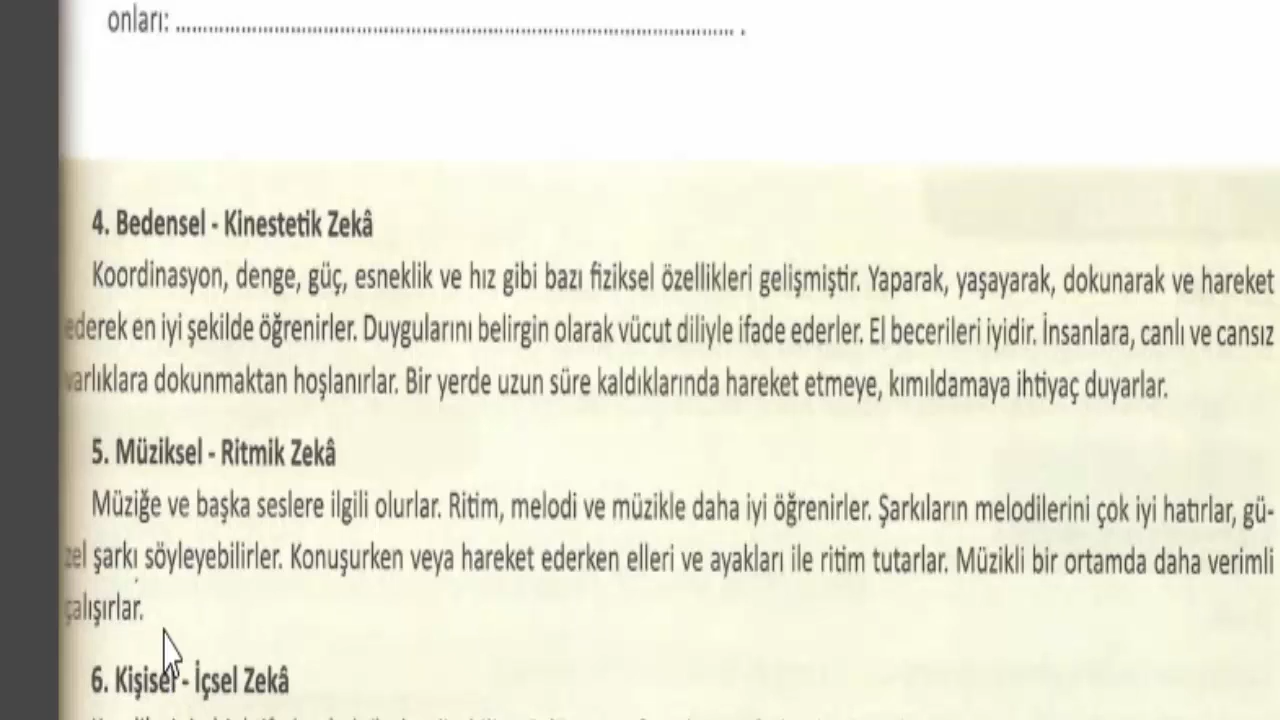 onları: ........................................................................................................ .
4. Bedensel - Kinestetik Zekâ
Koordinasyon, denge, güç, esneklik ve hız gibi bazı fiziksel özellikleri gelişmiştir. Yaparak, yaşayarak, dokunarak ve hareket
ederek en iyi şekilde öğrenirler. Duygularını belirgin olarak vücut diliyle ifade ederler. El becerileri iyidir. İnsanlara, canlı ve cansız
varlıklara dokunmaktan hoşlanırlar. Bir yerde uzun süre kaldıklarında hareket etmeye, kımıldamaya ihtiyaç duyarlar.
5. Müziksel - Ritmik Zekâ
Müziğe ve başka seslere ilgili olurlar. Ritim, melodi ve müzikle daha iyi öğrenirler. Şarkıların melodilerini çok iyi hatırlar, gü-
zel şarkı söyleyebilirler. Konuşurken veya hareket ederken elleri ve ayakları ile ritim tutarlar. Müzikli bir ortamda daha verimli
çalışırlar.
6. Kişisel - İçsel Zekâ